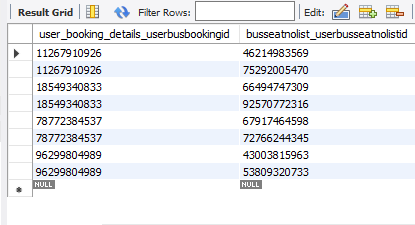 Result Grid Filter Rows: Edit:
user_booking_details_userbusbookingid busseatnolist_userbusseatnolistid
11267910926 46214983569
11267910926 75292005470
18549340833 66494747309
18549340833 92570772316
78772384537 67917464598
78772384537 72766244345
96299804989 43003815963
96299804989 53809320733
NULL NULL